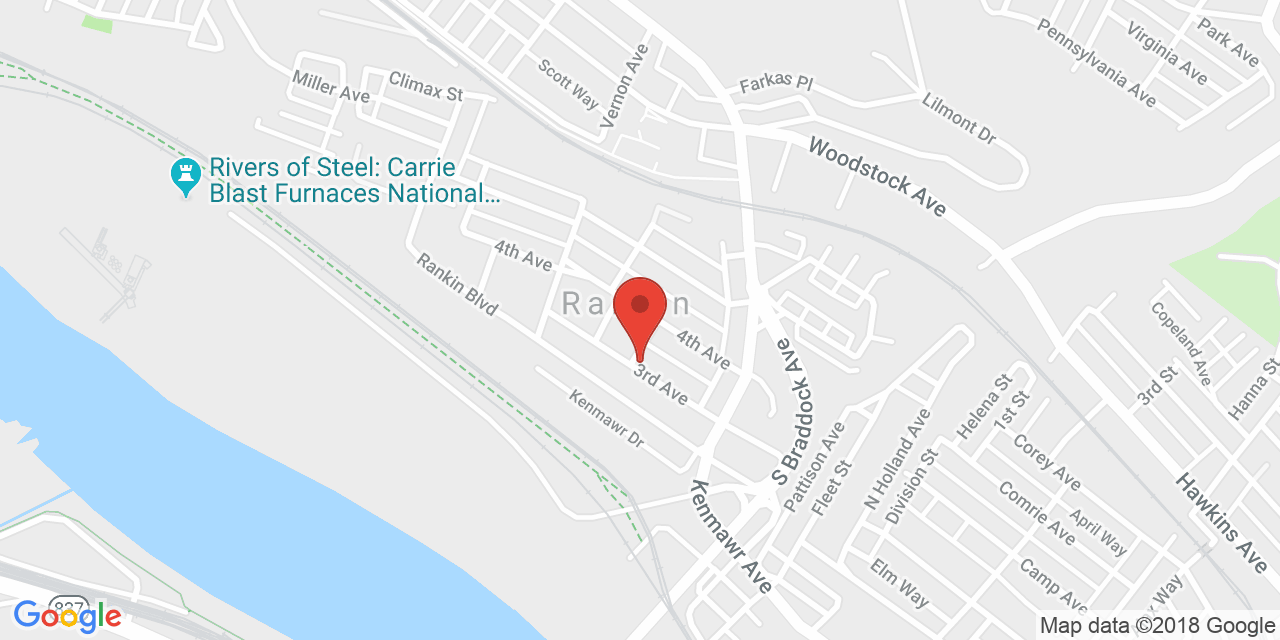 Park Ave
Virginia Ave
Pennsylvania Ave
Scott Way
Vernon Ave
Farkas Pl
Lilmont Dr
Climax St
Miller Ave
Woodstock Ave
Rivers of Steel: Carrie
Blast Furnaces National...
4th Ave
Rankin Blvd
4th Ave
3rd Ave
Kenmawr Dr
S Braddock Ave
Copeland Ave
Hanna St
3rd St
Helena St
1st St
Pattison Ave
Fleet St
N Holland Ave
Division St
Corey Ave
Comrie Ave
April Way
Hawkins Ave
Kenmawr Ave
Elm Way
Camp Ave
Way
837
Google
Map data ©2018 Google